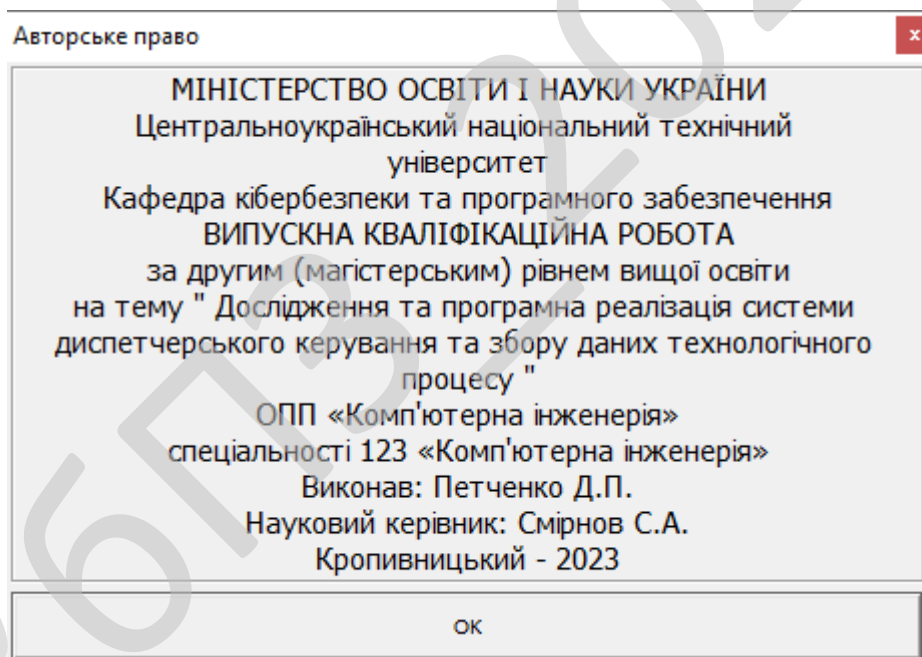 Авторське право
x
МІНІСТЕРСТВО ОСВІТИ І НАУКИ УКРАЇНИ
Центральноукраїнський національний технічний
університет
Кафедра кібербезпеки та програмного забезпечення
ВИПУСКНА КВАЛІФІКАЦІЙНА РОБОТА
за другим (магістерським) рівнем вищої освіти
на тему " Дослідження та програмна реалізація системи
диспетчерського керування та збору даних технологічного
процесу "
ОПП «Комп'ютерна інженерія»
спеціальності 123 «Комп'ютерна інженерія»
Виконав: Петченко Д.П.
Науковий керівник: Смірнов С.А.
Кропивницький - 2023
ОК